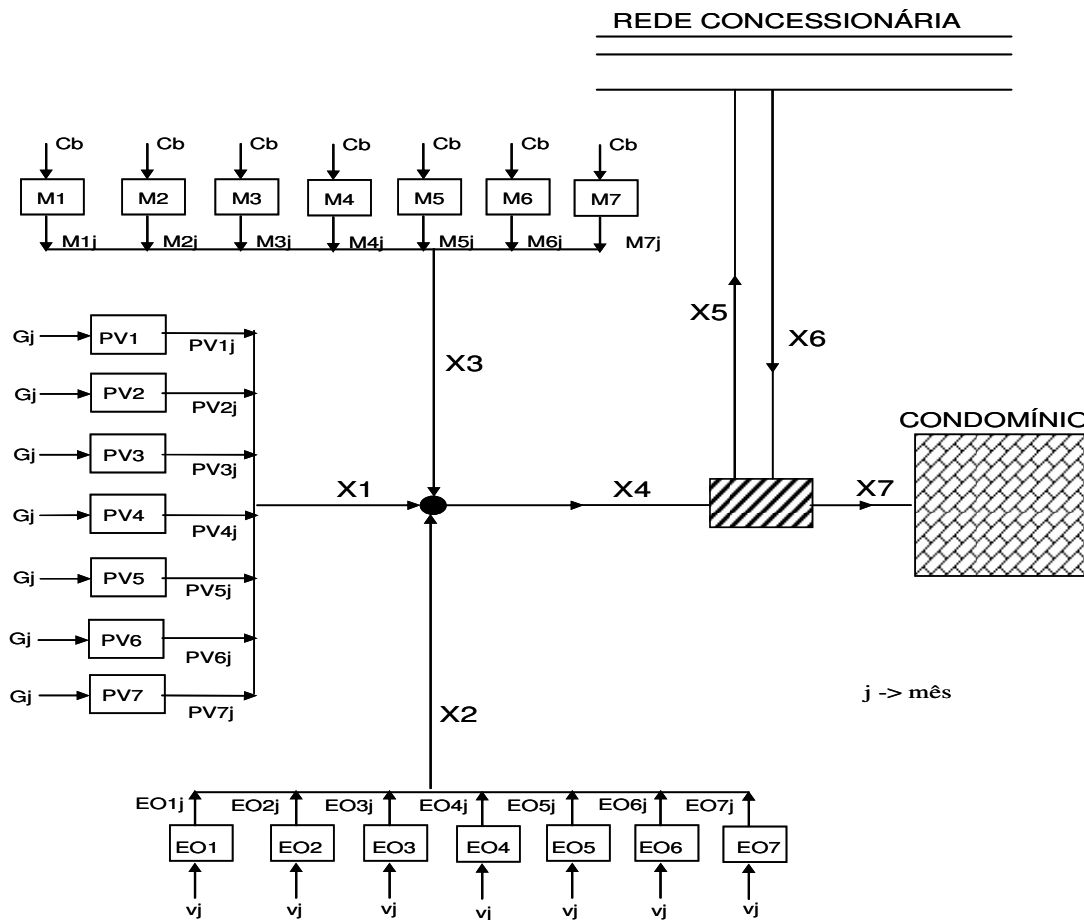 REDE CONCESSIONÁRIA
Cb Cb Cb Cb Cb Cb Cb
M1 M2 M3 M4 M5 M6 M7
M1j M2j M3j M4j M5j M6j M7j
Gj PV1 PV1j
X5
X6
X3
Gj PV2 PV2j
CONDOMÍNIO
Gj PV3 PV3j
X1 X4 X7
Gj PV4 PV4j
Gj PV5 PV5j
Gj PV6 PV6j
Gj PV7 PV7j
j -> mês
X2
EO1j EO2j EO3j EO4j EO5j EO6j EO7j
EO1 EO2 EO3 EO4 EO5 EO6 EO7
vj vj vj vj vj vj vj